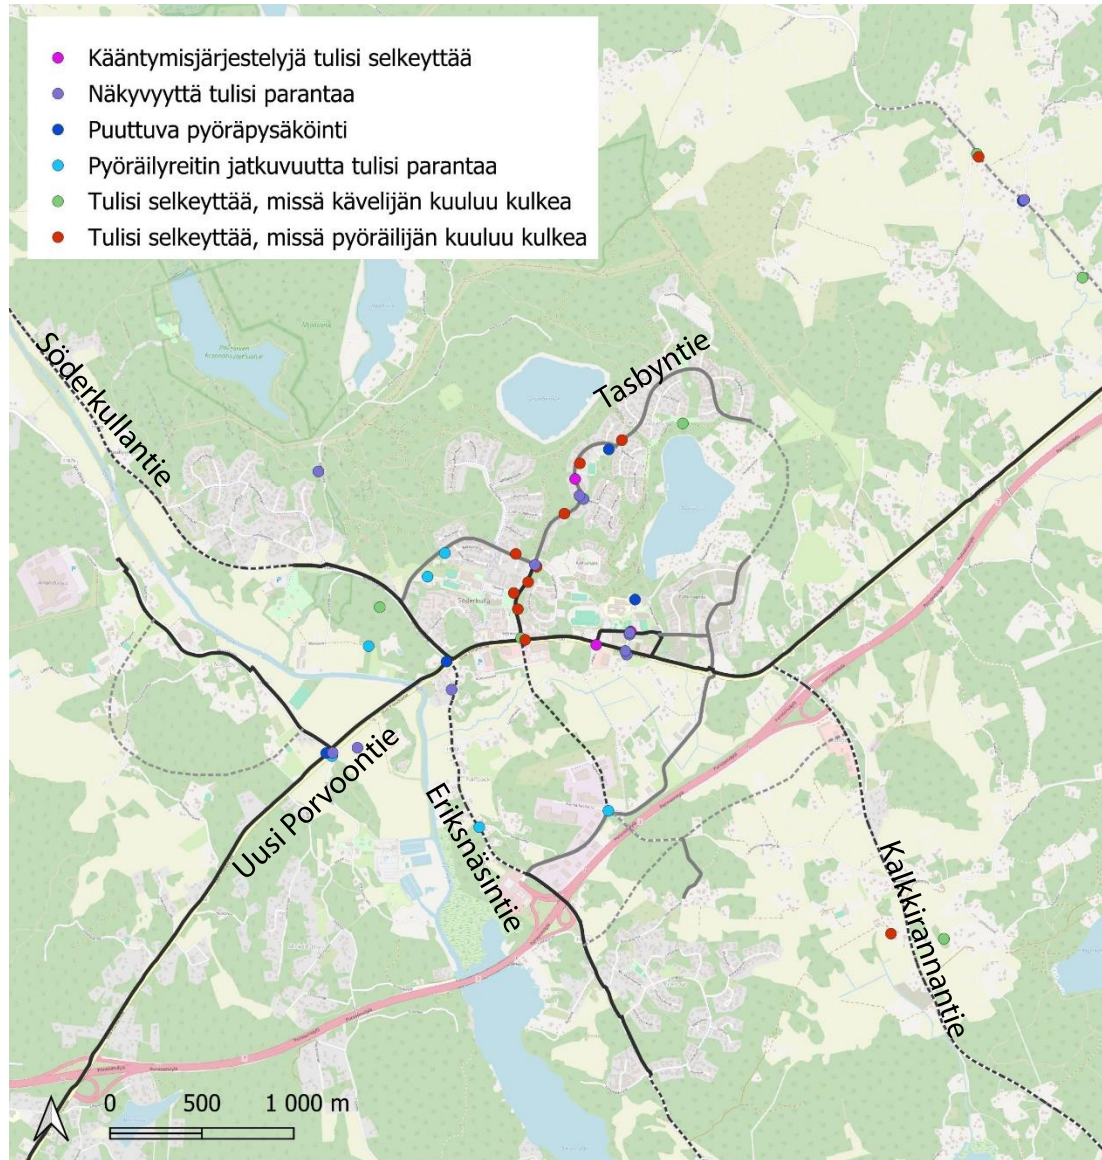 Kääntymisjärjestelyjä tulisi selkeyttää
Näkyvyyttä tulisi parantaa
Puuttuva pyöräpysäköinti
Pyöräilyreitin jatkuvuutta tulisi parantaa
Tulisi selkeyttää, missä kävelijän kuuluu kulkea
Tulisi selkeyttää, missä pyöräilijän kuuluu kulkea
Söderkullantie
Tasbyntie
Söderkulla
Uusi Porvoontie
Eriksnäsintie
Kalkkirannantie
0 500 1 000 m